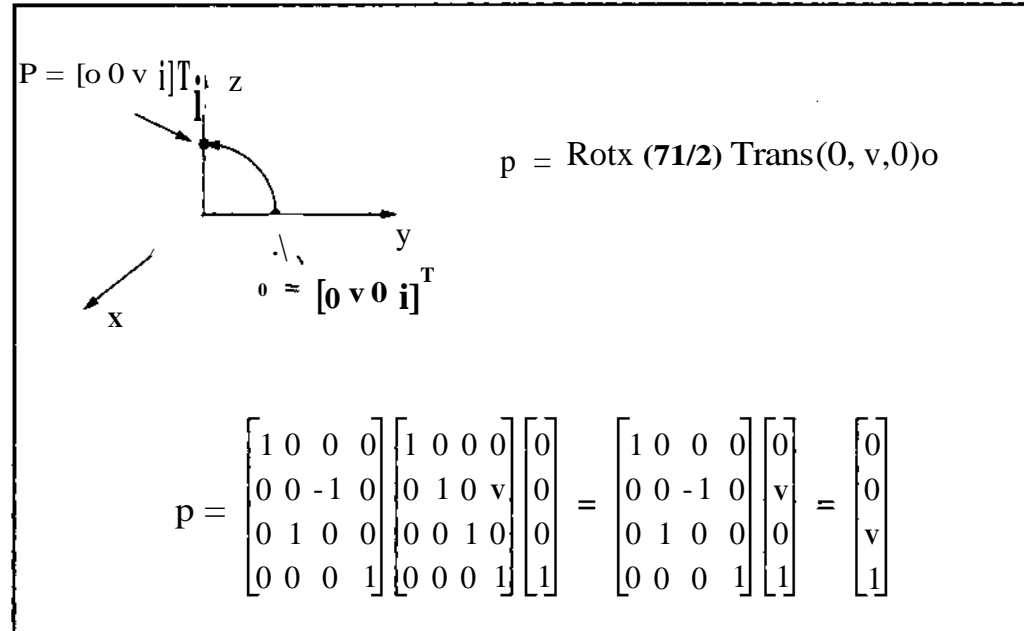 P = [o 0 v i]T
z
p = Rotx (71/2) Trans(0, v,0)o
y
0 = [0 v 0 i]T
x
p = [1 0 0 0] [1 0 0 0] [0] = [1 0 0 0] [0] = [0]
[0 0 -1 0] [0 1 0 v] [0] [0 0 -1 0] [v] [0]
[0 1 0 0] [0 0 1 0] [0] [0 1 0 0] [0] [v]
[0 0 0 1] [0 0 0 1] [1] [0 0 0 1] [1] [1]